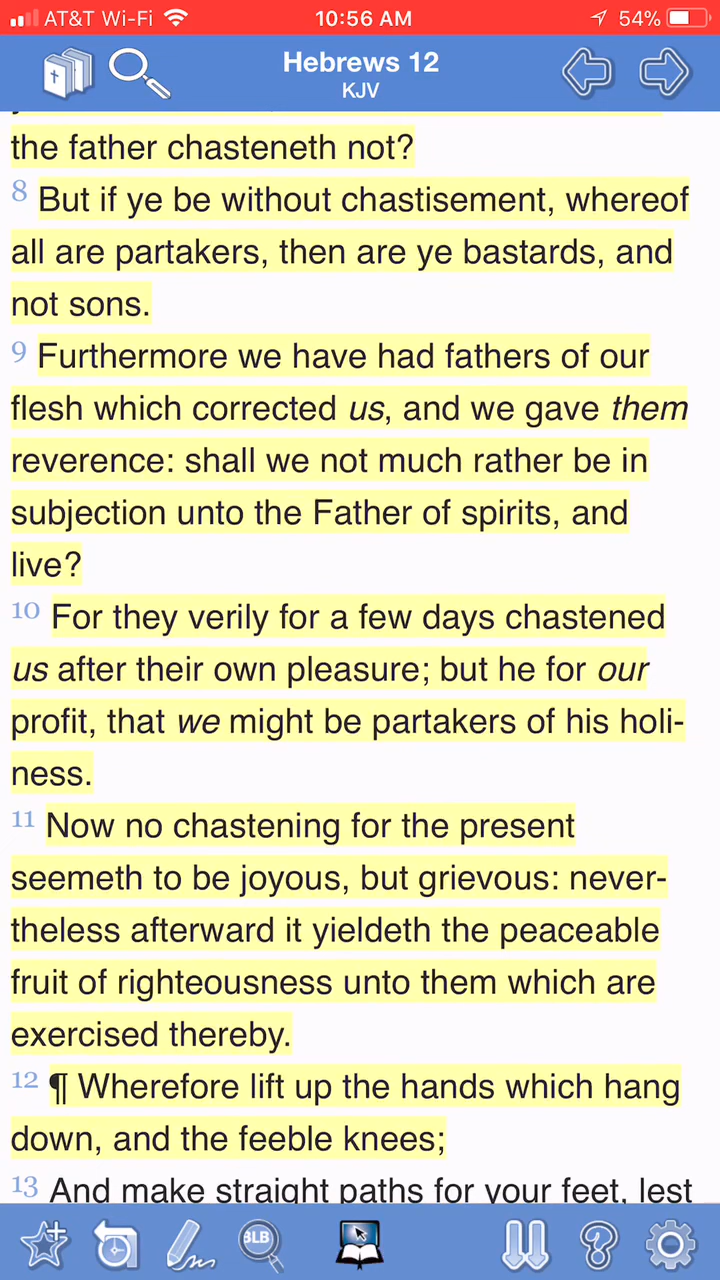 AT&T Wi-Fi 10:56 AM 54%
Hebrews 12
KJV
the father chasteneth not?
8 But if ye be without chastisement, whereof
all are partakers, then are ye bastards, and
not sons.
9 Furthermore we have had fathers of our
flesh which corrected us, and we gave them
reverence: shall we not much rather be in
subjection unto the Father of spirits, and
live?
10 For they verily for a few days chastened
us after their own pleasure; but he for our
profit, that we might be partakers of his holi-
ness.
11 Now no chastening for the present
seemeth to be joyous, but grievous: never-
theless afterward it yieldeth the peaceable
fruit of righteousness unto them which are
exercised thereby.
12 ¶ Wherefore lift up the hands which hang
down, and the feeble knees;
13 And make straight paths for your feet, lest
BLB